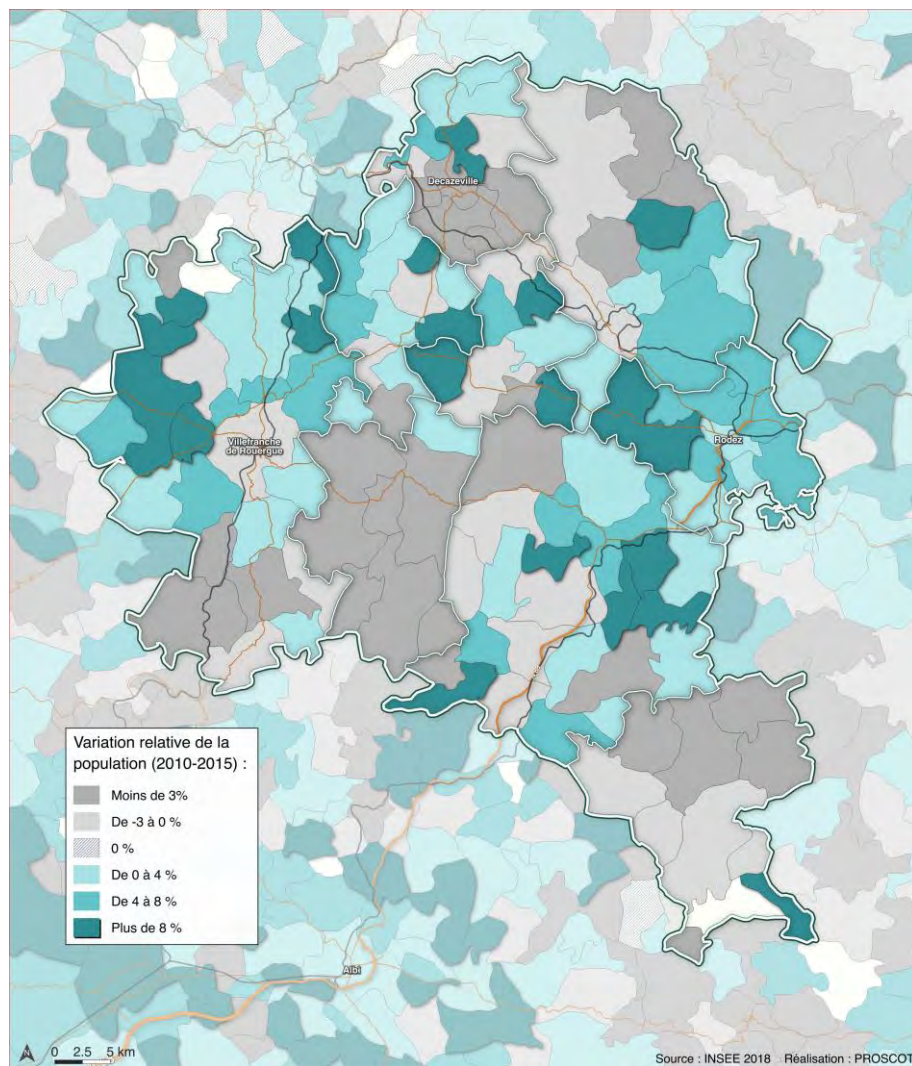 Decazeville
Villefranche
de Rouergue
Rodez
Variation relative de la
population (2010-2015) :
Moins de 3%
De -3 à 0 %
0 %
De 0 à 4 %
De 4 à 8 %
Plus de 8 %
Albi
0 2.5 5 km
Source : INSEE 2018 Réalisation : PROSCOT